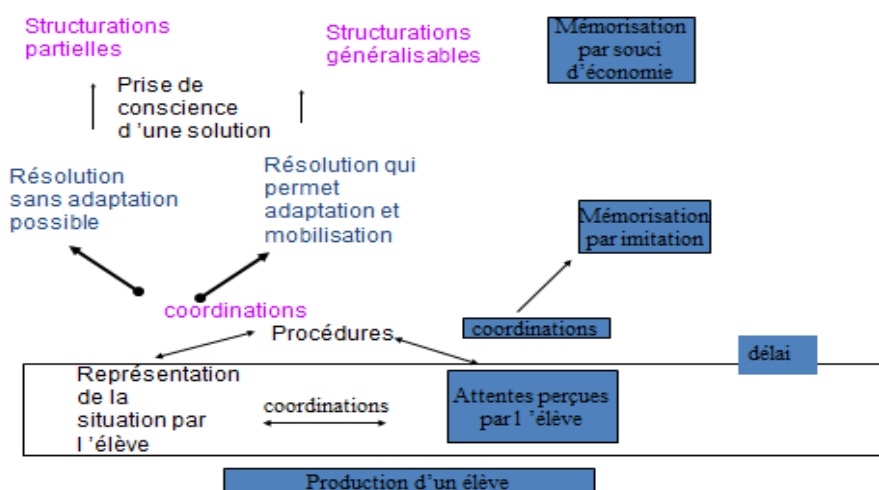 Structurations
partielles
Structurations
généralisables
Mémorisation
par souci
d'économie
Prise de
conscience
d 'une solution
Résolution
sans adaptation
possible
Résolution qui
permet
adaptation et
mobilisation
Mémorisation
par imitation
coordinations
Procédures
coordinations
délai
Représentation
de la
situation par
l 'élève
coordinations
Attentes perçues
par l 'élève
Production d'un élève